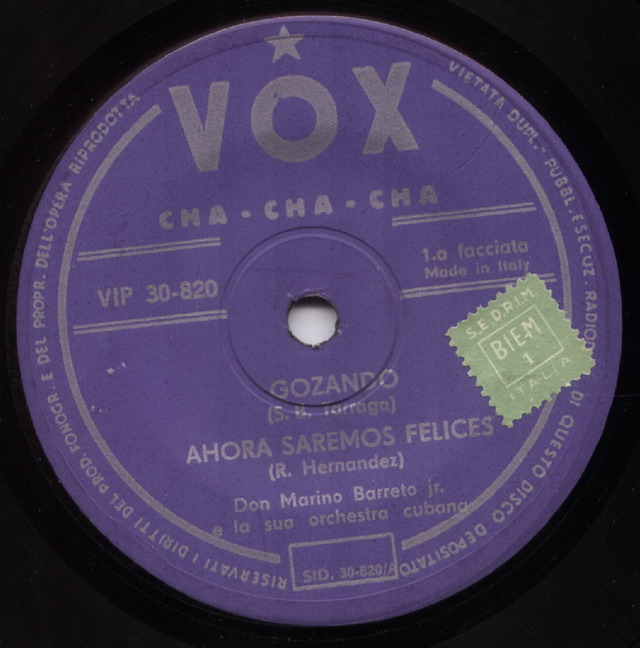 VOX
CHA - CHA - CHA
VIP 30-820
1.a facciata
Made in Italy
S.E.D.R.I.M.
BIEM
1
ITALIA
GOZANDO
(S. B. Tarraga)
AHORA SAREMOS FELICES
(R. Hernandez)
Don Marino Barreto jr.
e la sua orchestra cubana
SID. 30-820/A
RISERVATI I DIRITTI DEL PROD. FONOGR. E DEL PROPR. DELL'OPERA RIPRODOTTA
VIETATA DUPL. - PUBBL. ESECUZ. RADIOD. DI QUESTO DISCO DEPOSITATO